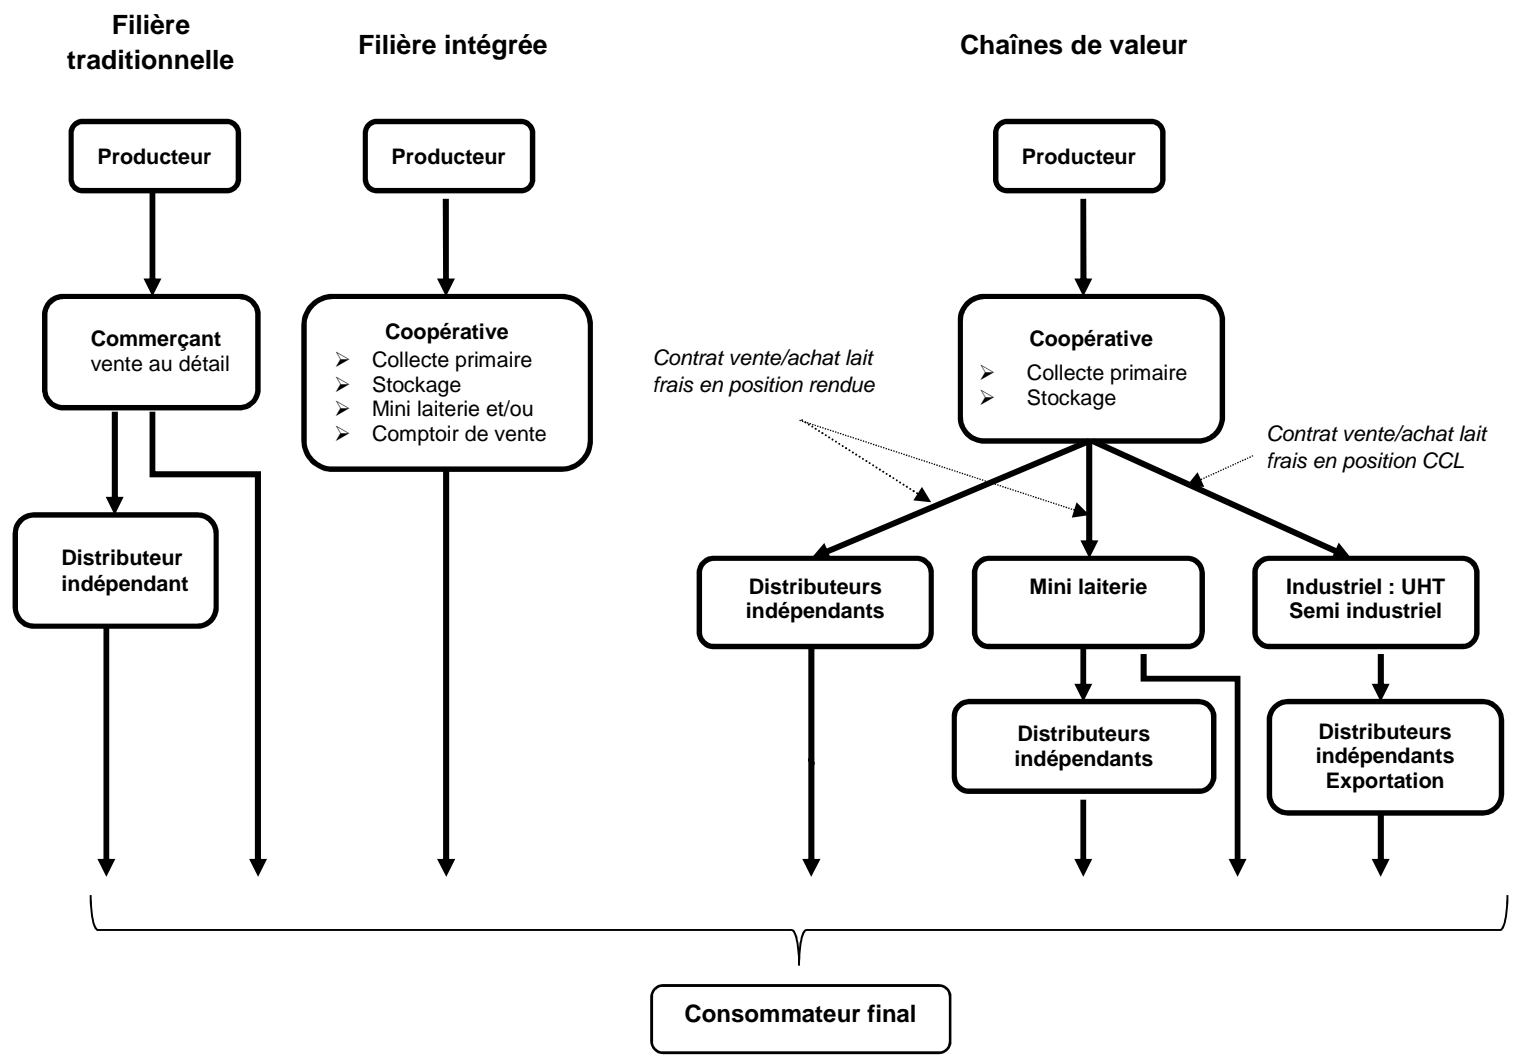 Filière
traditionnelle
Filière intégrée
Chaînes de valeur
Producteur
Producteur
Producteur
Commerçant
vente au détail
Coopérative
➢ Collecte primaire
➢ Stockage
➢ Mini laiterie et/ou
➢ Comptoir de vente
Contrat vente/achat lait
frais en position rendue
Coopérative
➢ Collecte primaire
➢ Stockage
Contrat vente/achat lait
frais en position CCL
Distributeur
indépendant
Distributeurs
indépendants
Mini laiterie
Industriel : UHT
Semi industriel
Distributeurs
indépendants
Distributeurs
indépendants
Exportation
Consommateur final